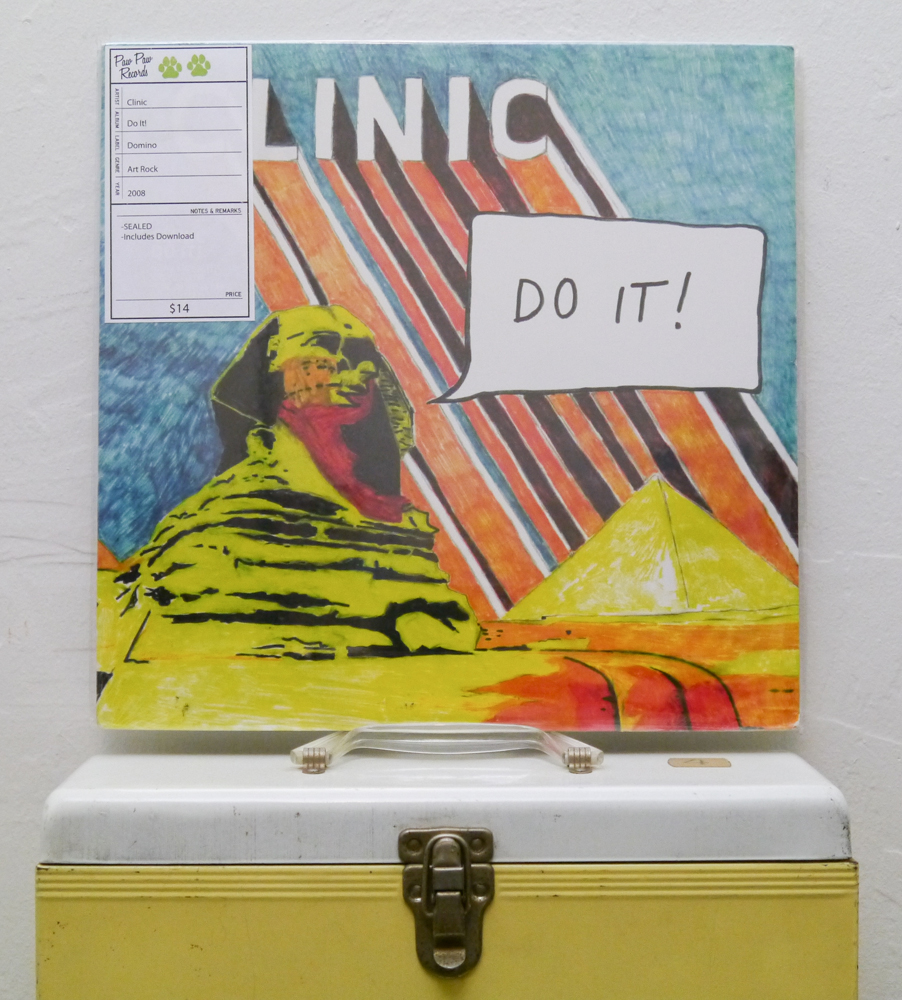 Paw Paw
Records
ARTIST
Clinic
ALBUM
Do It!
LABEL
Domino
GENRE
Art Rock
YEAR
2008
NOTES & REMARKS
-SEALED
-Includes Download
PRICE
$14
LINIC
DO IT!
4